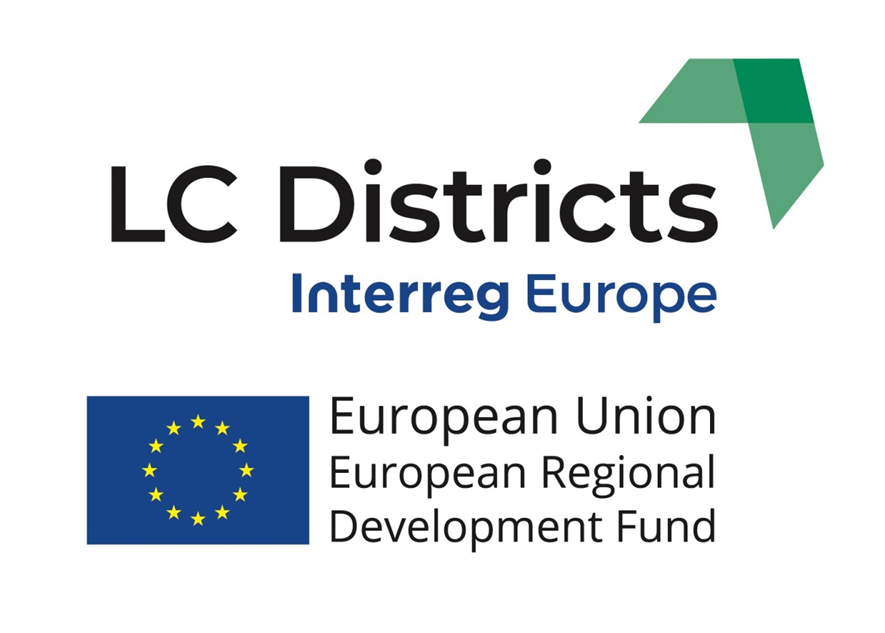 LC Districts
Interreg Europe
European Union
European Regional
Development Fund